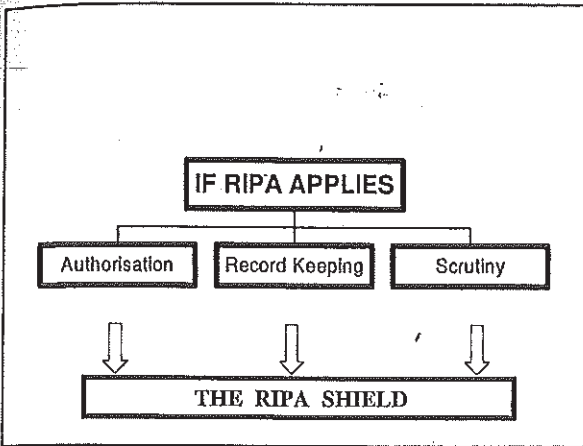 IF RIPA APPLIES
Authorisation Record Keeping Scrutiny
THE RIPA SHIELD